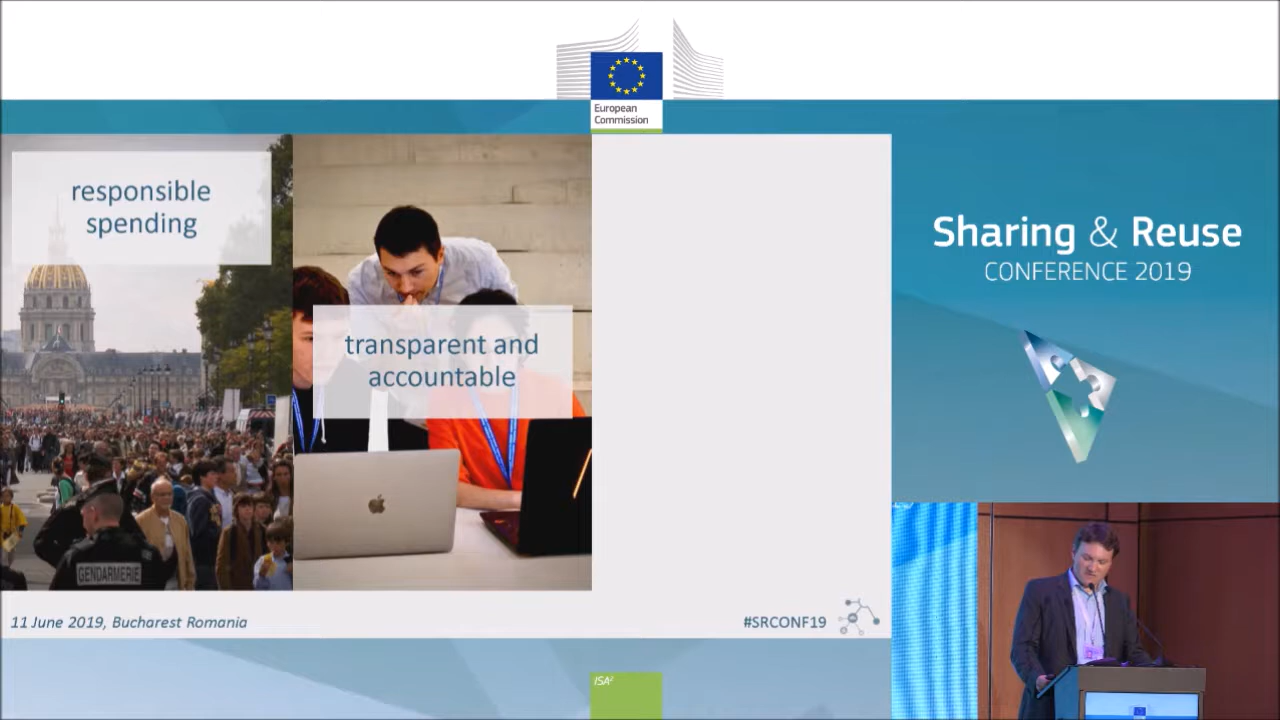 European
Commission
responsible
spending
transparent and
accountable
GENDARMERIE
Sharing & Reuse
CONFERENCE 2019
11 June 2019, Bucharest Romania
#SRCONF19
ISA²